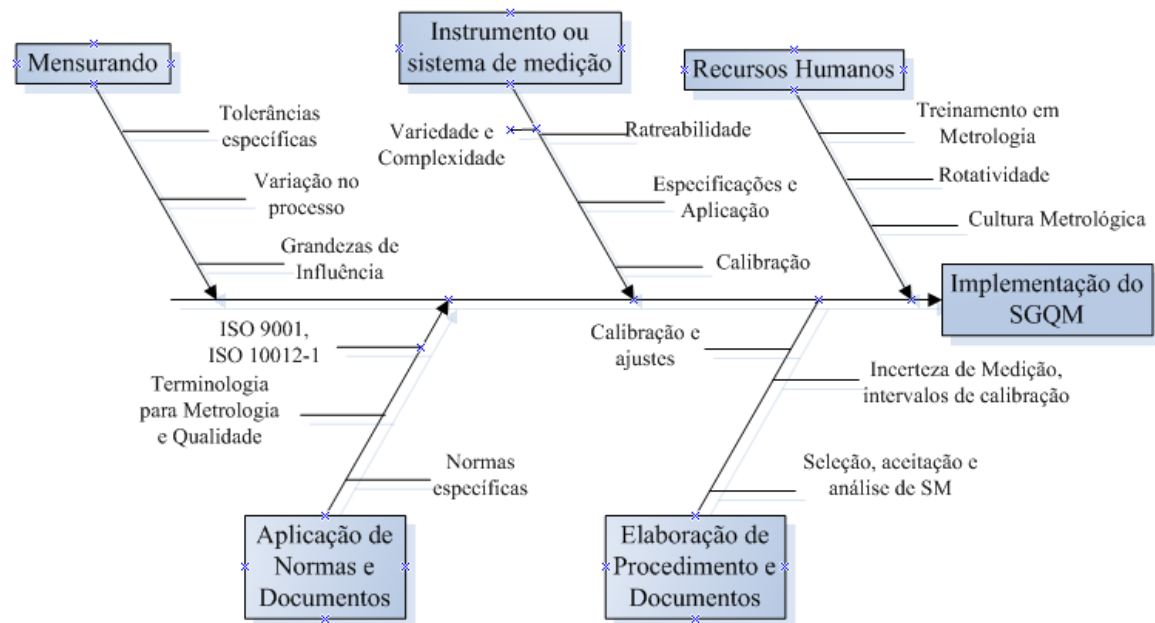 Mensurando
Instrumento ou
sistema de medição
Recursos Humanos
Tolerâncias
específicas
Variação no
processo
Grandezas de
Influência
Variedade e
Complexidade
Ratreabilidade
Especificações e
Aplicação
Calibração
Treinamento em
Metrologia
Rotatividade
Cultura Metrológica
Implementação do
SGQM
ISO 9001,
ISO 10012-1
Terminologia
para Metrologia
e Qualidade
Normas
específicas
Calibração e
ajustes
Incerteza de Medição,
intervalos de calibração
Seleção, aceitação e
análise de SM
Aplicação de
Normas e
Documentos
Elaboração de
Procedimento e
Documentos